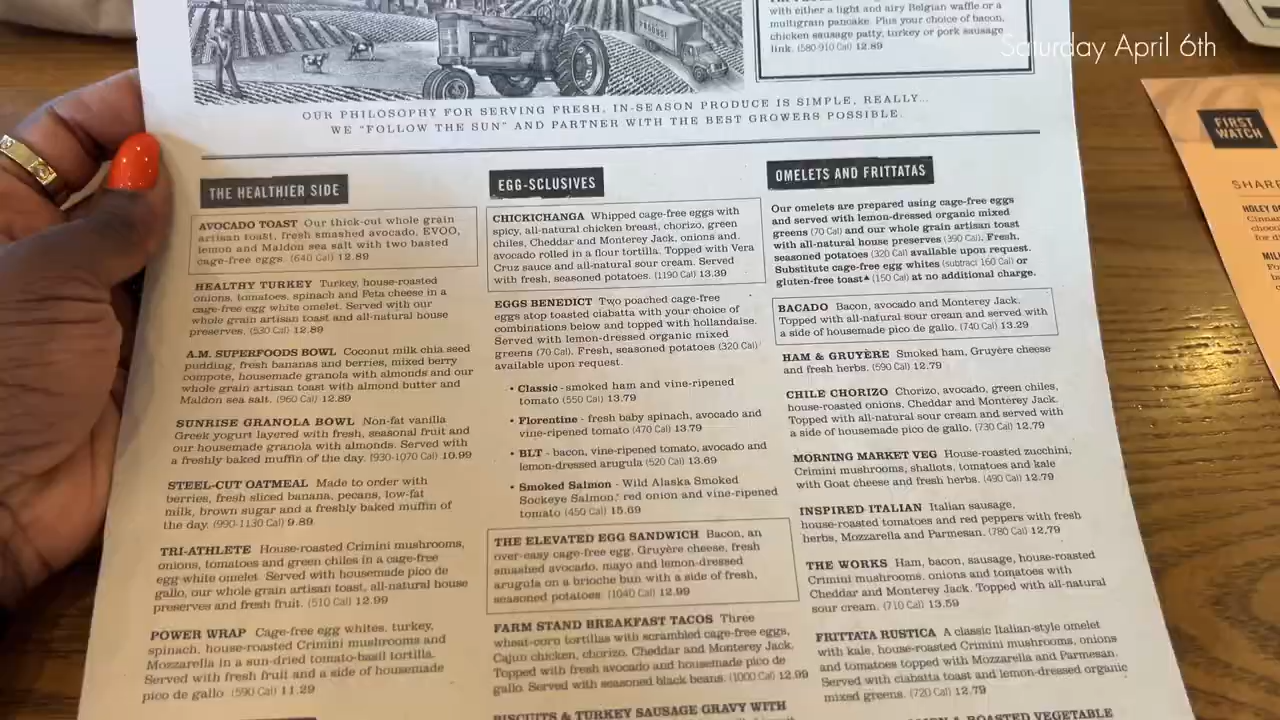 with either a light and airy Belgian waffle or a
multigrain pancake. Plus your choice of bacon,
chicken sausage patty, turkey or pork sausage
link. (580-910 Cal) 12.89
Saturday April 6th
PRODUCE
OUR PHILOSOPHY FOR SERVING FRESH, IN-SEASON PRODUCE IS SIMPLE, REALLY...
WE "FOLLOW THE SUN" AND PARTNER WITH THE BEST GROWERS POSSIBLE.
THE HEALTHIER SIDE
AVOCADO TOAST Our thick-cut whole grain
artisan toast, fresh smashed avocado, EVOO,
lemon and Maldon sea salt with two basted
cage-free eggs. (640 Cal) 12.89
HEALTHY TURKEY Turkey, house-roasted
onions, tomatoes, spinach and Feta cheese in a
cage-free egg white omelet. Served with our
whole grain artisan toast and all-natural house
preserves. (530 Cal) 12.89
A.M. SUPERFOODS BOWL Coconut milk chia seed
pudding, fresh bananas and berries, mixed berry
compote, housemade granola with almonds and our
whole grain artisan toast with almond butter and
Maldon sea salt. (960 Cal) 12.89
SUNRISE GRANOLA BOWL Non-fat vanilla
Greek yogurt layered with fresh, seasonal fruit and
our housemade granola with almonds. Served with
a freshly baked muffin of the day. (930-1070 Cal) 10.99
STEEL-CUT OATMEAL Made to order with
berries, fresh sliced banana, pecans, low-fat
milk, brown sugar and a freshly baked muffin of
the day. (990-1130 Cal) 9.89
TRI-ATHLETE House-roasted Crimini mushrooms,
onions, tomatoes and green chiles in a cage-free
egg white omelet. Served with housemade pico de
gallo, our whole grain artisan toast, all-natural house
preserves and fresh fruit. (510 Cal) 12.99
POWER WRAP Cage-free egg whites, turkey,
spinach, house-roasted Crimini mushrooms and
Mozzarella in a sun-dried tomato-basil tortilla.
Served with fresh fruit and a side of housemade
pico de gallo. (590 Cal) 11.29
EGG-SCLUSIVES
CHICKICHANGA Whipped cage-free eggs with
spicy, all-natural chicken breast, chorizo, green
chiles, Cheddar and Monterey Jack, onions and
avocado rolled in a flour tortilla. Topped with Vera
Cruz sauce and all-natural sour cream. Served
with fresh, seasoned potatoes. (1190 Cal) 13.39
EGGS BENEDICT Two poached cage-free
eggs atop toasted ciabatta with your choice of
combinations below and topped with hollandaise.
Served with lemon-dressed organic mixed
greens (70 Cal). Fresh, seasoned potatoes (320 Cal)
available upon request.
• Classic - smoked ham and vine-ripened
tomato (550 Cal) 13.79
• Florentine - fresh baby spinach, avocado and
vine-ripened tomato (470 Cal) 13.79
• BLT - bacon, vine-ripened tomato, avocado and
lemon-dressed arugula (520 Cal) 13.69
• Smoked Salmon - Wild Alaska Smoked
Sockeye Salmon,* red onion and vine-ripened
tomato (450 Cal) 15.69
THE ELEVATED EGG SANDWICH Bacon, an
over-easy cage-free egg, Gruyère cheese, fresh
smashed avocado, mayo and lemon-dressed
arugula on a brioche bun with a side of fresh,
seasoned potatoes. (1040 Cal) 12.99
FARM STAND BREAKFAST TACOS Three
wheat-corn tortillas with scrambled cage-free eggs,
Cajun chicken, chorizo, Cheddar and Monterey Jack.
Topped with fresh avocado and housemade pico de
gallo. Served with seasoned black beans. (1000 Cal) 12.99
BISCUITS & TURKEY SAUSAGE GRAVY WITH
OMELETS AND FRITTATAS
Our omelets are prepared using cage-free eggs
and served with lemon-dressed organic mixed
greens (70 Cal) and our whole grain artisan toast
with all-natural house preserves (390 Cal). Fresh,
seasoned potatoes (320 Cal) available upon request.
Substitute cage-free egg whites (subtract 160 Cal) or
gluten-free toast▲ (150 Cal) at no additional charge.
BACADO Bacon, avocado and Monterey Jack.
Topped with all-natural sour cream and served with
a side of housemade pico de gallo. (740 Cal) 13.29
HAM & GRUYÈRE Smoked ham, Gruyère cheese
and fresh herbs. (590 Cal) 12.79
CHILE CHORIZO Chorizo, avocado, green chiles,
house-roasted onions, Cheddar and Monterey Jack.
Topped with all-natural sour cream and served with
a side of housemade pico de gallo. (730 Cal) 12.79
MORNING MARKET VEG House-roasted zucchini,
Crimini mushrooms, shallots, tomatoes and kale
with Goat cheese and fresh herbs. (490 Cal) 12.79
INSPIRED ITALIAN Italian sausage,
house-roasted tomatoes and red peppers with fresh
herbs, Mozzarella and Parmesan. (780 Cal) 12.79
THE WORKS Ham, bacon, sausage, house-roasted
Crimini mushrooms, onions and tomatoes with
Cheddar and Monterey Jack. Topped with all-natural
sour cream. (710 Cal) 13.59
FRITTATA RUSTICA A classic Italian-style omelet
with kale, house-roasted Crimini mushrooms, onions
and tomatoes topped with Mozzarella and Parmesan.
Served with ciabatta toast and lemon-dressed organic
mixed greens. (720 Cal) 12.79
& ROASTED VEGETABLE
FIRST
WATCH
SHARE
HOLEY